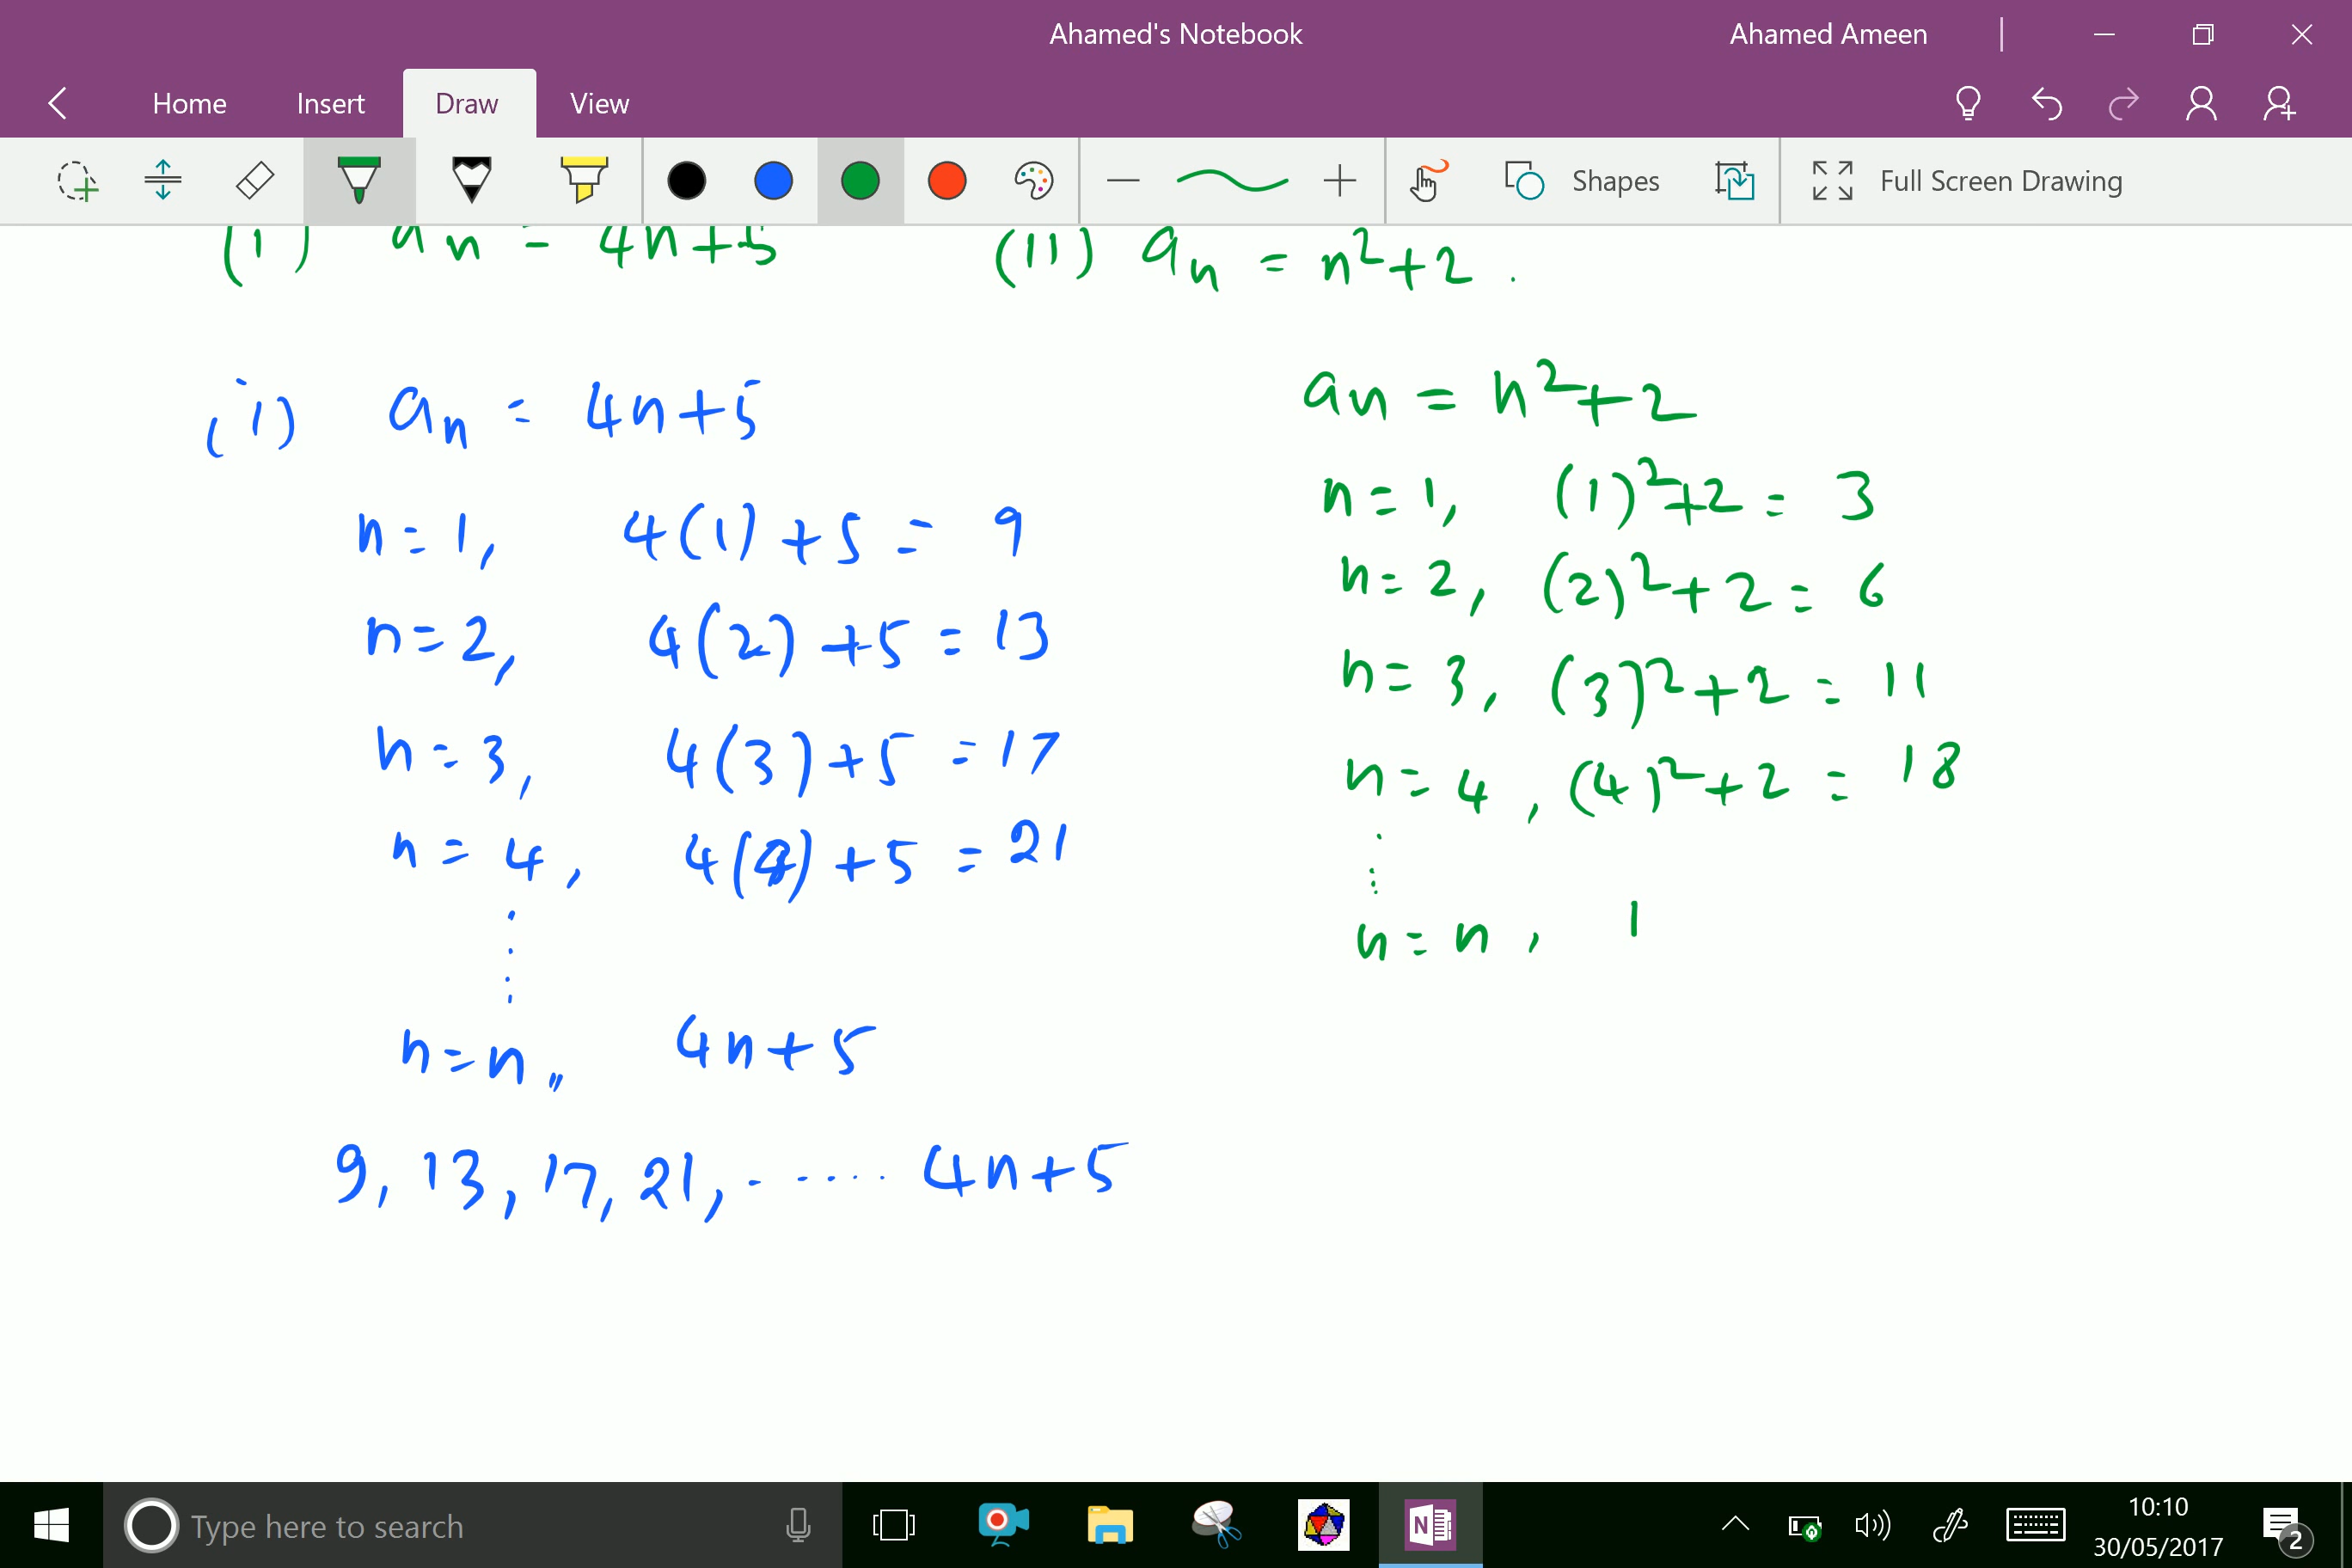 Ahamed's Notebook Ahamed Ameen
Home Insert Draw View
Shapes Full Screen Drawing
(i) an = 4n+5 (ii) an = n²+2 .
(i) an = 4n+5
n=1, 4(1)+5 = 9
n=2, 4(2)+5 = 13
n=3, 4(3)+5 = 17
n=4, 4(4)+5 = 21
n=n,, 4n+5
9, 13, 17, 21, ...... 4n+5
an = n²+2
n=1, (1)²+2 = 3
n=2, (2)²+2 = 6
n=3, (3)²+2 = 11
n=4, (4)²+2 = 18
n=n, 1
Type here to search
N
10:10
30/05/2017
2